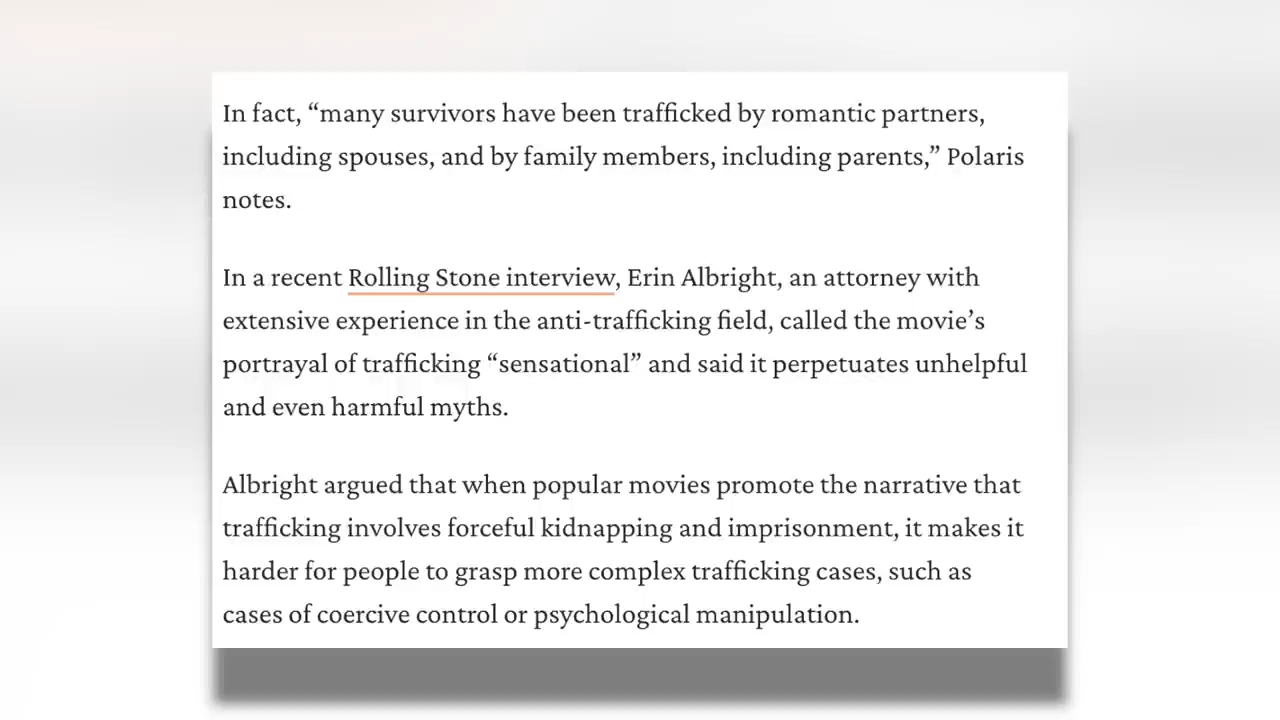 In fact, “many survivors have been trafficked by romantic partners,
including spouses, and by family members, including parents,” Polaris
notes.
In a recent Rolling Stone interview, Erin Albright, an attorney with
extensive experience in the anti-trafficking field, called the movie’s
portrayal of trafficking “sensational” and said it perpetuates unhelpful
and even harmful myths.
Albright argued that when popular movies promote the narrative that
trafficking involves forceful kidnapping and imprisonment, it makes it
harder for people to grasp more complex trafficking cases, such as
cases of coercive control or psychological manipulation.